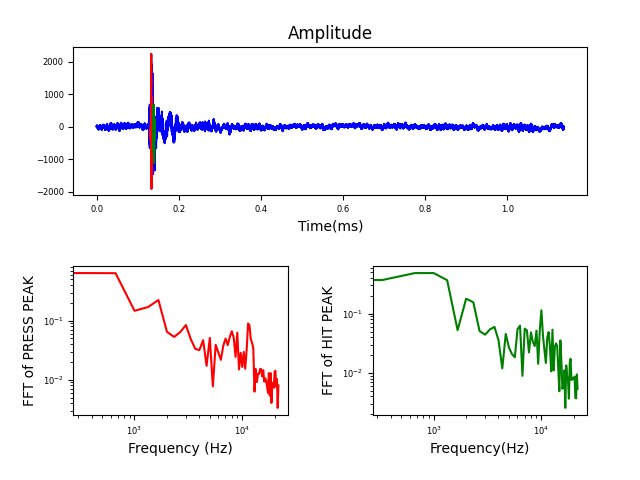 Amplitude
2000
1000
0
−1000
−2000
0.0 0.2 0.4 0.6 0.8 1.0
Time(ms)
FFT of PRESS PEAK
10⁻¹
10⁻²
10³ 10⁴
Frequency (Hz)
FFT of HIT PEAK
10⁻¹
10⁻²
10³ 10⁴
Frequency(Hz)